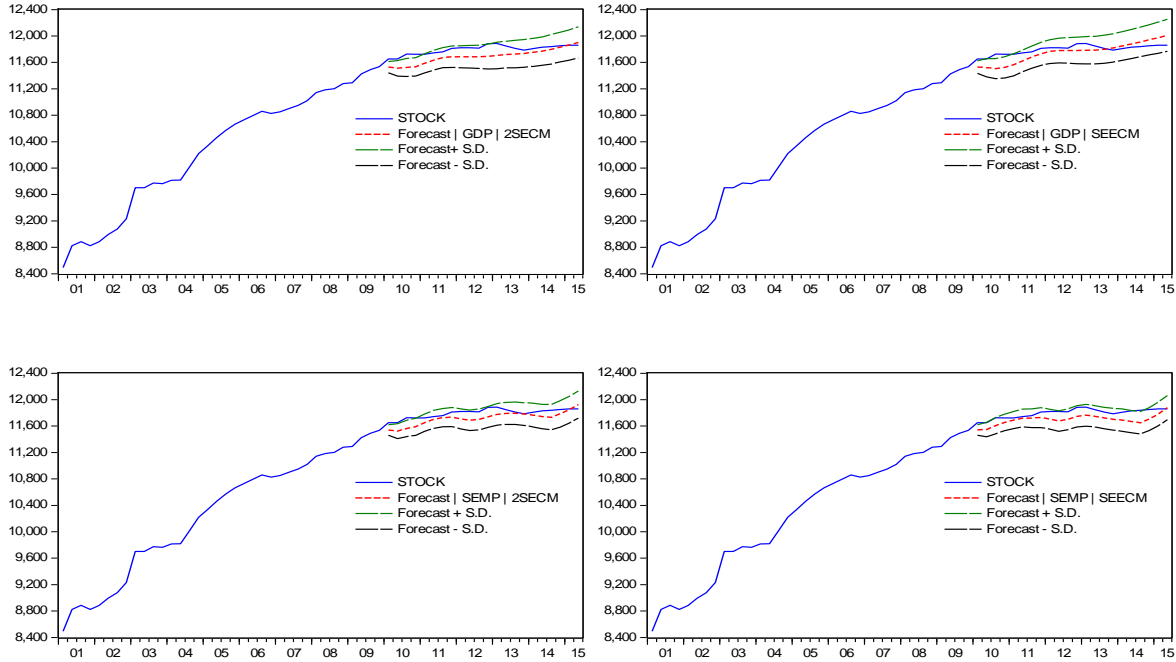 12,400
12,000
11,600
11,200
10,800
10,400
10,000
9,600
9,200
8,800
8,400
01 02 03 04 05 06 07 08 09 10 11 12 13 14 15
STOCK
Forecast | GDP | 2SECM
Forecast+ S.D.
Forecast - S.D.
12,400
12,000
11,600
11,200
10,800
10,400
10,000
9,600
9,200
8,800
8,400
01 02 03 04 05 06 07 08 09 10 11 12 13 14 15
STOCK
Forecast | GDP | SEECM
Forecast + S.D.
Forecast - S.D.
12,400
12,000
11,600
11,200
10,800
10,400
10,000
9,600
9,200
8,800
8,400
01 02 03 04 05 06 07 08 09 10 11 12 13 14 15
STOCK
Forecast | SEMP | 2SECM
Forecast + S.D.
Forecast - S.D.
12,400
12,000
11,600
11,200
10,800
10,400
10,000
9,600
9,200
8,800
8,400
01 02 03 04 05 06 07 08 09 10 11 12 13 14 15
STOCK
Forecast | SEMP | SEECM
Forecast + S.D.
Forecast - S.D.